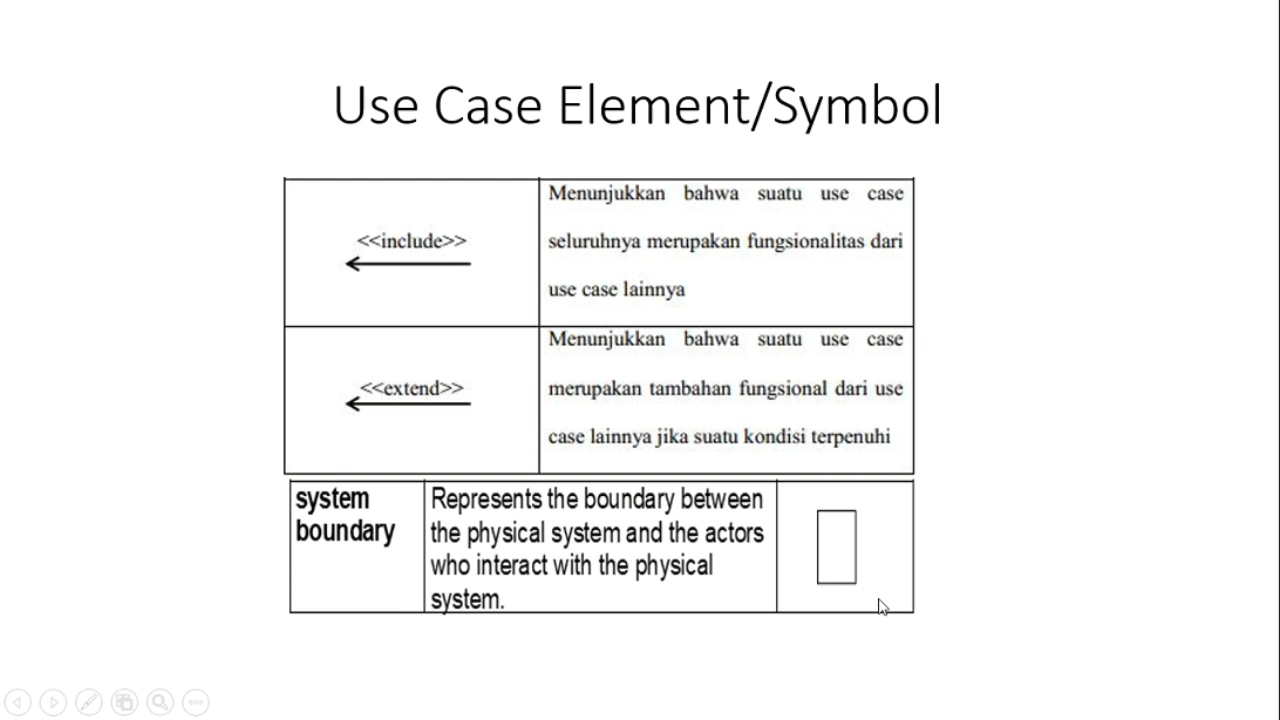 Use Case Element/Symbol
<<include>>
Menunjukkan bahwa suatu use case
seluruhnya merupakan fungsionalitas dari
use case lainnya
<<extend>>
Menunjukkan bahwa suatu use case
merupakan tambahan fungsional dari use
case lainnya jika suatu kondisi terpenuhi
system
boundary
Represents the boundary between
the physical system and the actors
who interact with the physical
system.